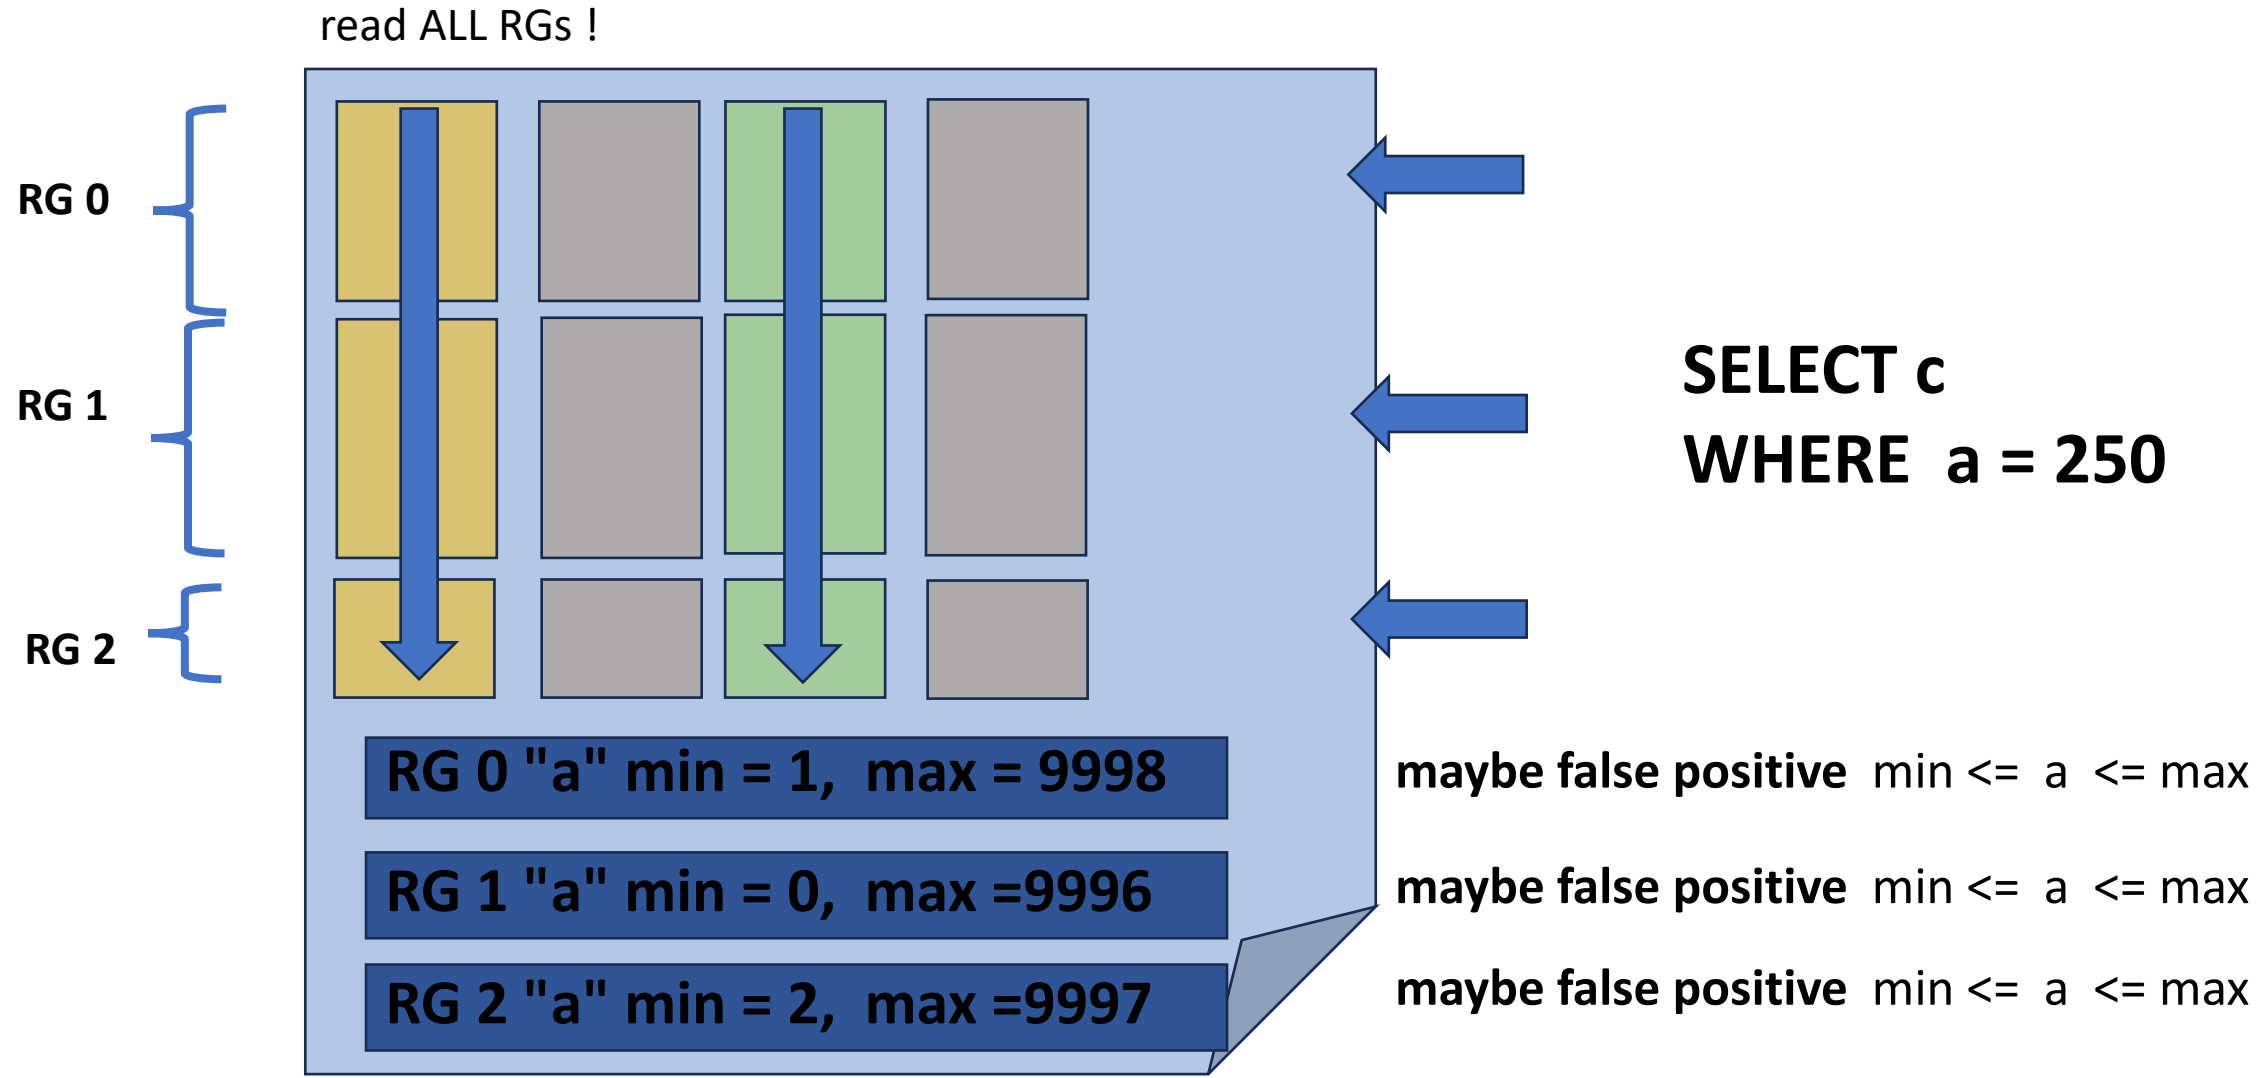 read ALL RGs !
RG 0
RG 1
RG 2
SELECT c
WHERE  a = 250
RG 0 "a" min = 1,  max = 9998
maybe false positive  min <=  a  <= max
RG 1 "a" min = 0,  max =9996
maybe false positive  min <=  a  <= max
RG 2 "a" min = 2,  max =9997
maybe false positive  min <=  a  <= max